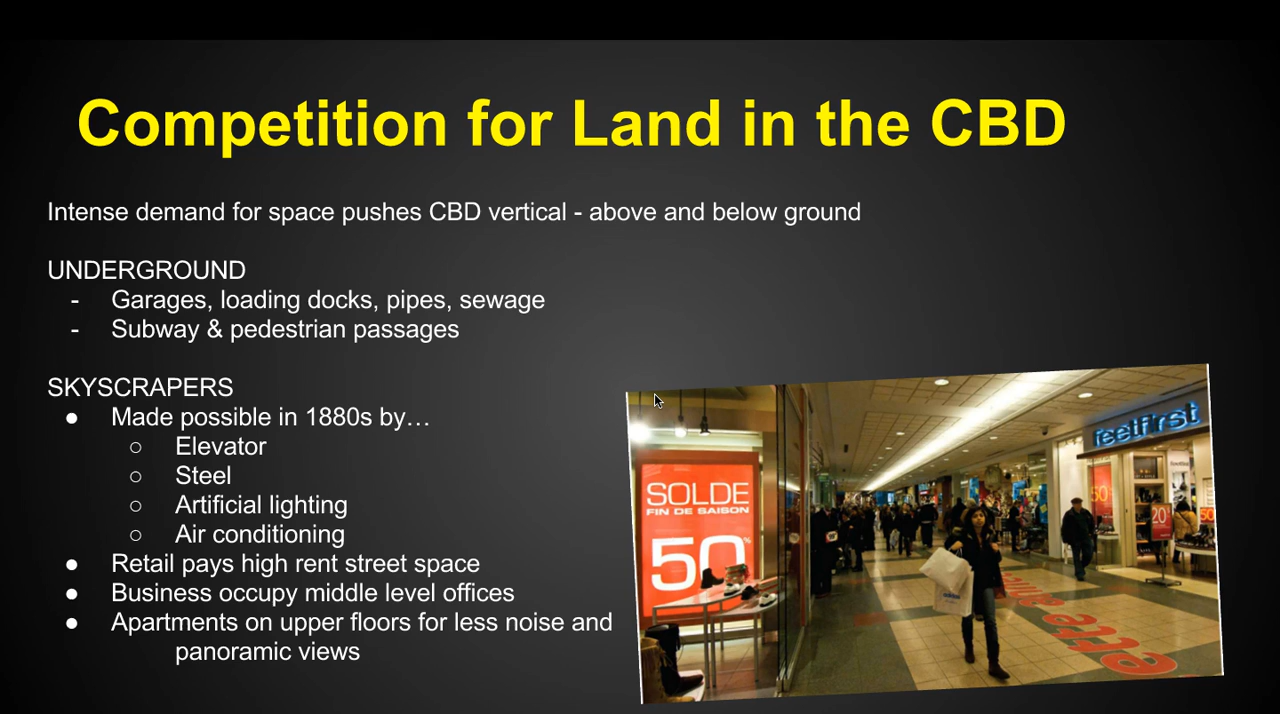 Competition for Land in the CBD
Intense demand for space pushes CBD vertical - above and below ground
UNDERGROUND
- Garages, loading docks, pipes, sewage
- Subway & pedestrian passages
SKYSCRAPERS
● Made possible in 1880s by…
○ Elevator
○ Steel
○ Artificial lighting
○ Air conditioning
● Retail pays high rent street space
● Business occupy middle level offices
● Apartments on upper floors for less noise and
panoramic views
SOLDE
FIN DE SAISON
50%
feetfirst
50
20